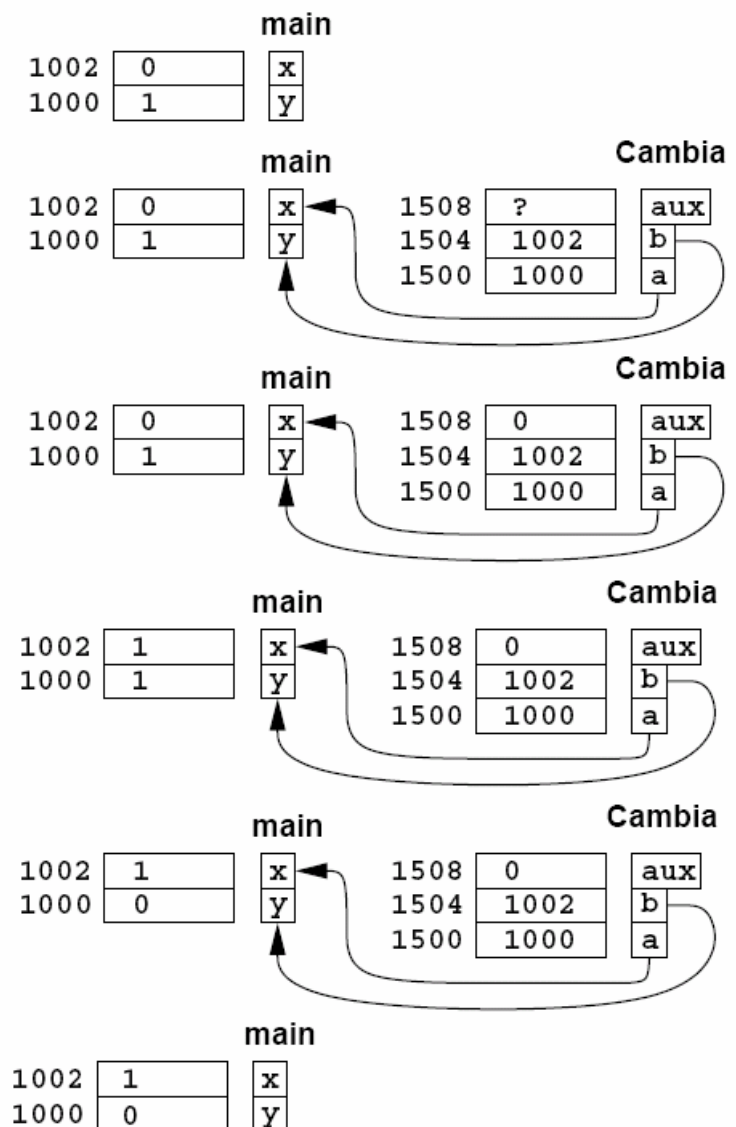 main
1002 0 x
1000 1 y
main Cambia
1002 0 x 1508 ? aux
1000 1 y 1504 1002 b
1500 1000 a
main Cambia
1002 0 x 1508 0 aux
1000 1 y 1504 1002 b
1500 1000 a
main Cambia
1002 1 x 1508 0 aux
1000 1 y 1504 1002 b
1500 1000 a
main Cambia
1002 1 x 1508 0 aux
1000 0 y 1504 1002 b
1500 1000 a
main
1002 1 x
1000 0 y